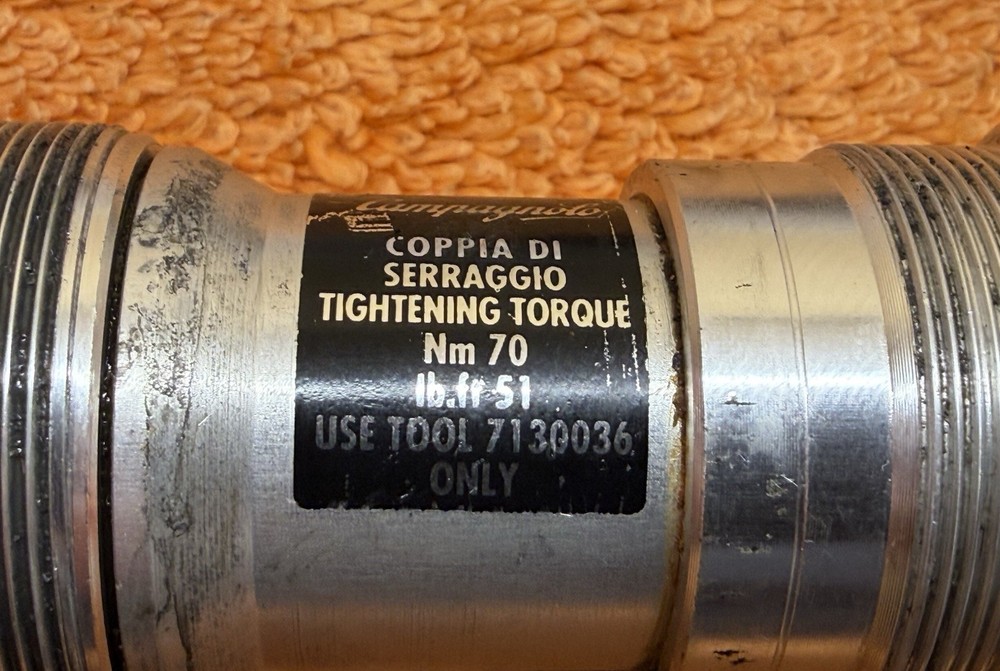 Campagnolo
COPPIA DI
SERRAGGIO
TIGHTENING TORQUE
Nm 70
lb.fr 51
USE TOOL 7130036
ONLY